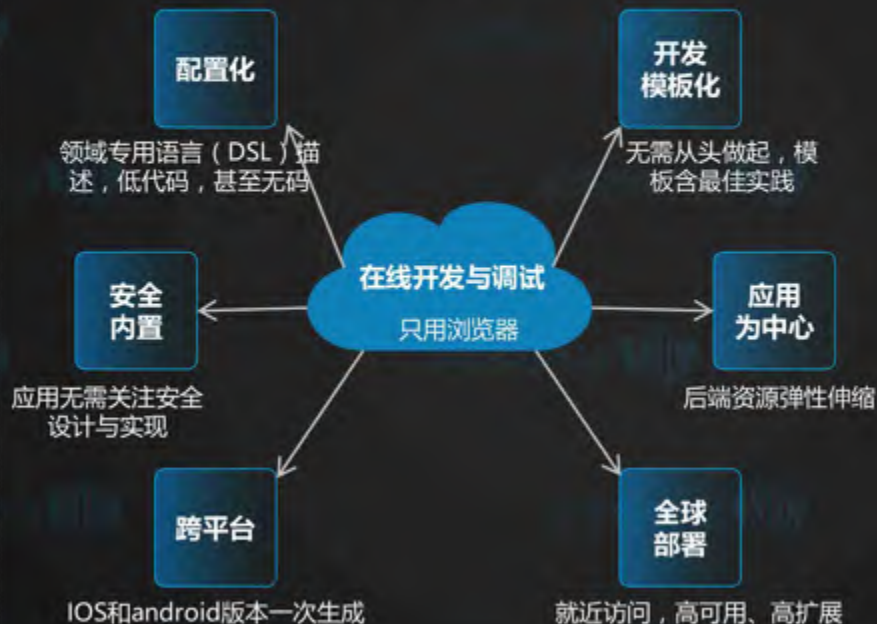 配置化
领域专用语言（DSL）描
述，低代码，甚至无码
开发
模板化
无需从头做起，模
板含最佳实践
在线开发与调试
只用浏览器
安全
内置
应用无需关注安全
设计与实现
应用
为中心
后端资源弹性伸缩
跨平台
IOS和android版本一次生成
全球
部署
就近访问，高可用、高扩展